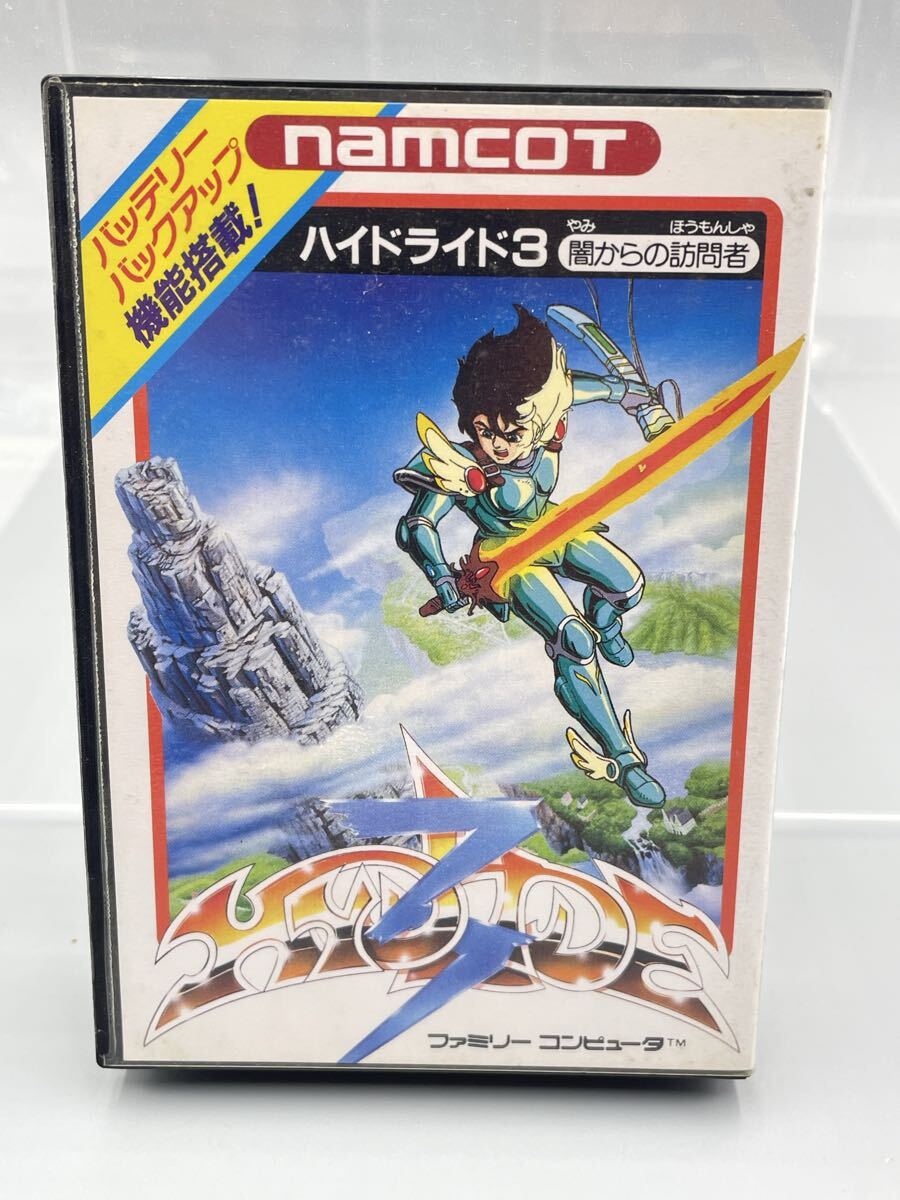 バッテリー
バックアップ
機能搭載!
namcot
ハイドライド3
やみ ほうもんしゃ
闇からの訪問者
HYDLIDE
3
ファミリー コンピュータ™